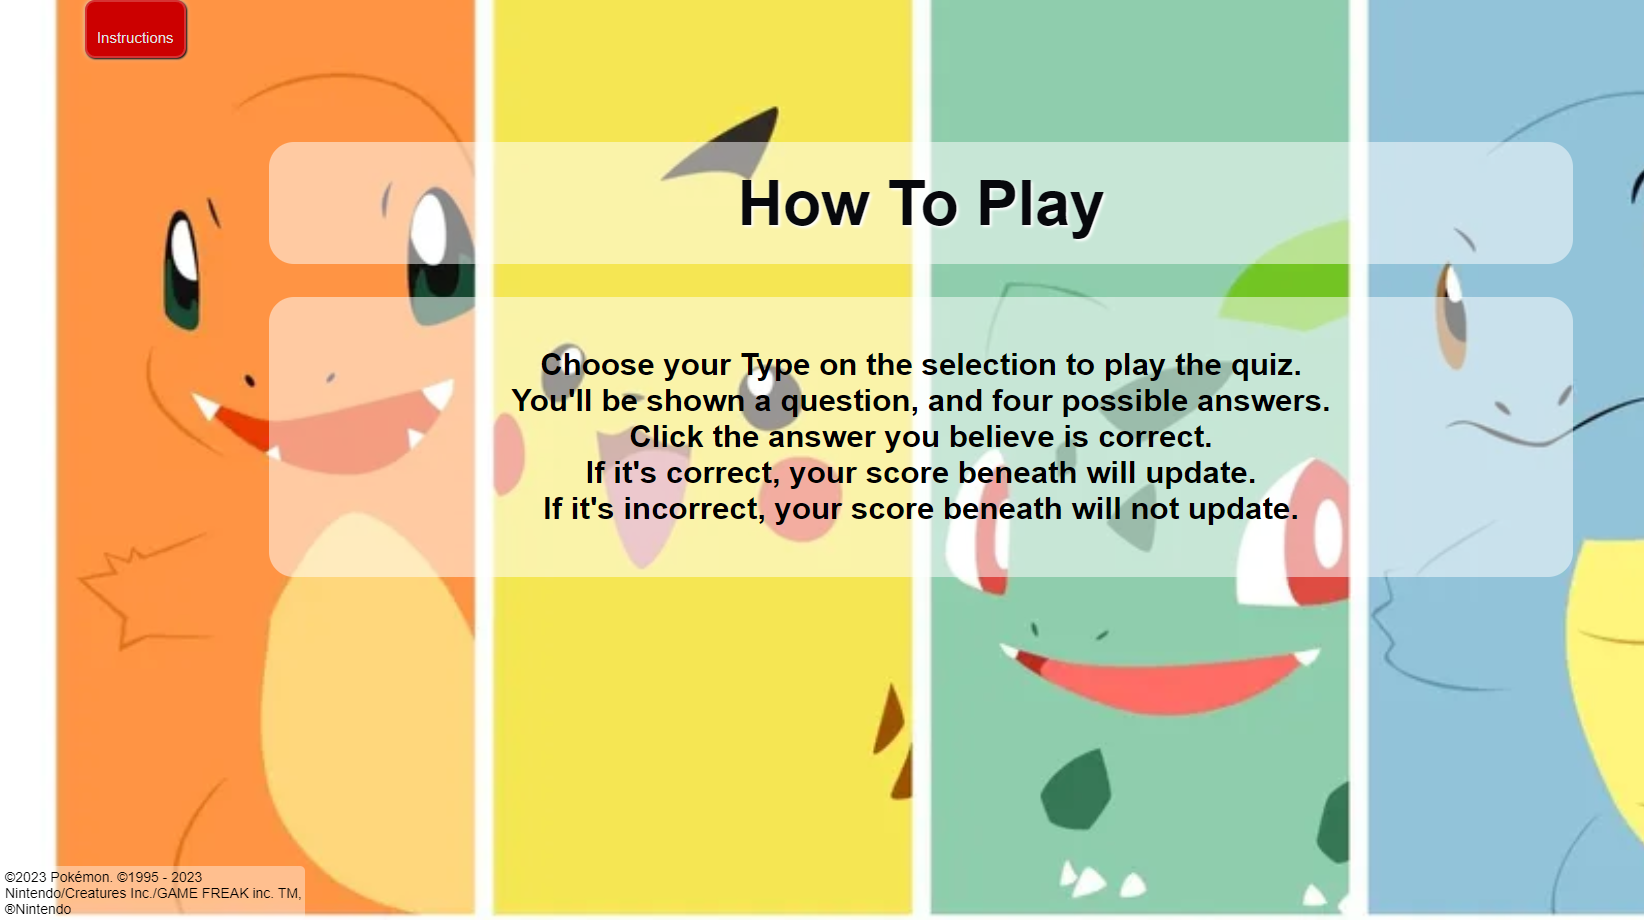 Instructions
How To Play
Choose your Type on the selection to play the quiz.
You'll be shown a question, and four possible answers.
Click the answer you believe is correct.
If it's correct, your score beneath will update.
If it's incorrect, your score beneath will not update.
©2023 Pokémon. ©1995 - 2023
Nintendo/Creatures Inc./GAME FREAK inc. TM,
®Nintendo